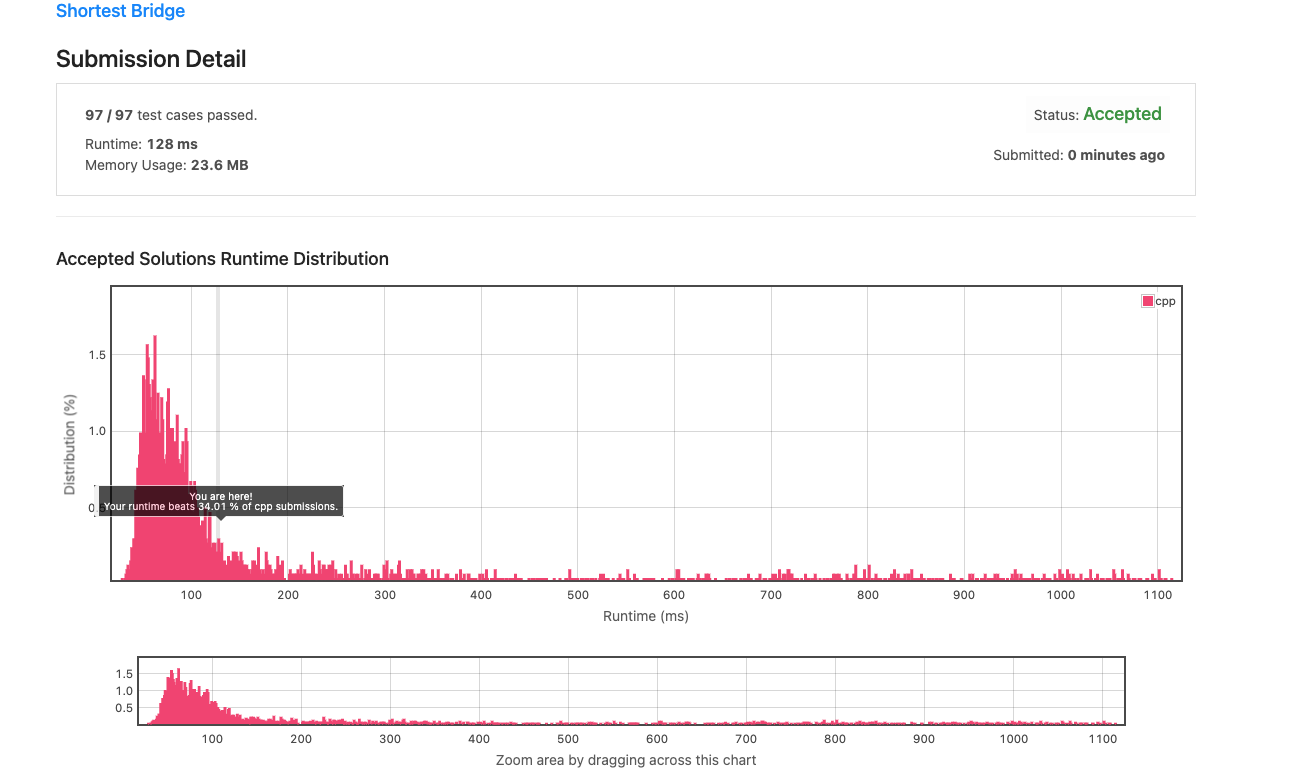 Shortest Bridge
Submission Detail
97 / 97 test cases passed.
Status: Accepted
Runtime: 128 ms
Submitted: 0 minutes ago
Memory Usage: 23.6 MB
Accepted Solutions Runtime Distribution
cpp
1.5
1.0
0.5
Distribution (%)
You are here!
Your runtime beats 34.01 % of cpp submissions.
100 200 300 400 500 600 700 800 900 1000 1100
Runtime (ms)
1.5
1.0
0.5
100 200 300 400 500 600 700 800 900 1000 1100
Zoom area by dragging across this chart